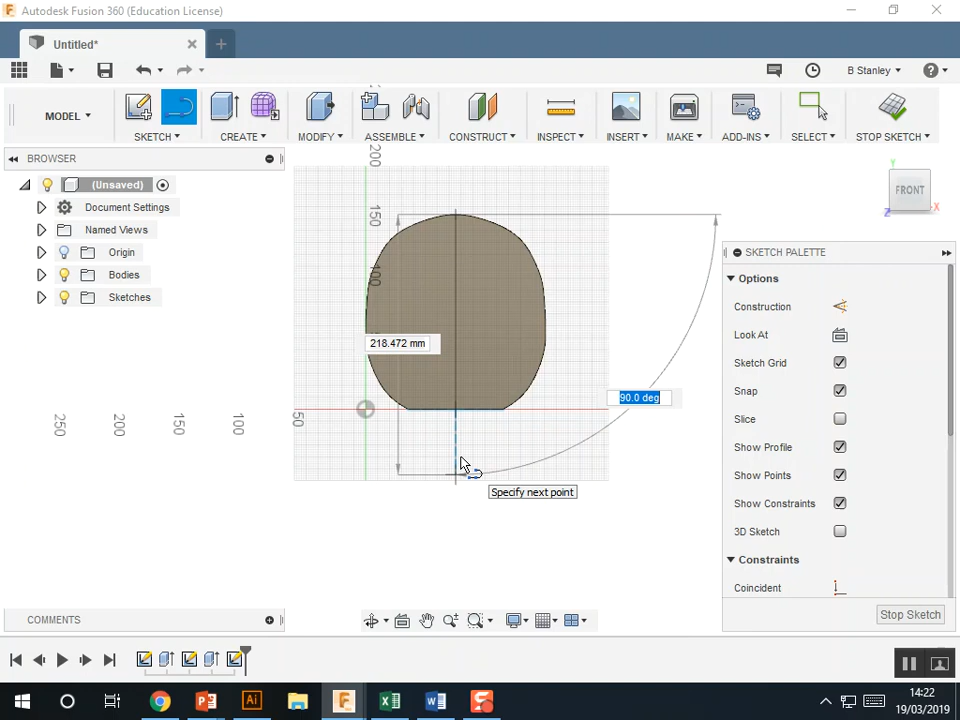 Autodesk Fusion 360 (Education License)
Untitled*
B Stanley
MODEL
SKETCH
CREATE
MODIFY
ASSEMBLE
CONSTRUCT
INSPECT
INSERT
MAKE
ADD-INS
SELECT
STOP SKETCH
BROWSER
(Unsaved)
Document Settings
Named Views
Origin
Bodies
Sketches
200
150
100
50
250
200
150
100
50
218.472 mm
90.0 deg
Specify next point
Y
FRONT
X
Z
SKETCH PALETTE
Options
Construction
Look At
Sketch Grid
Snap
Slice
Show Profile
Show Points
Show Constraints
3D Sketch
Constraints
Coincident
Stop Sketch
COMMENTS
14:22
19/03/2019